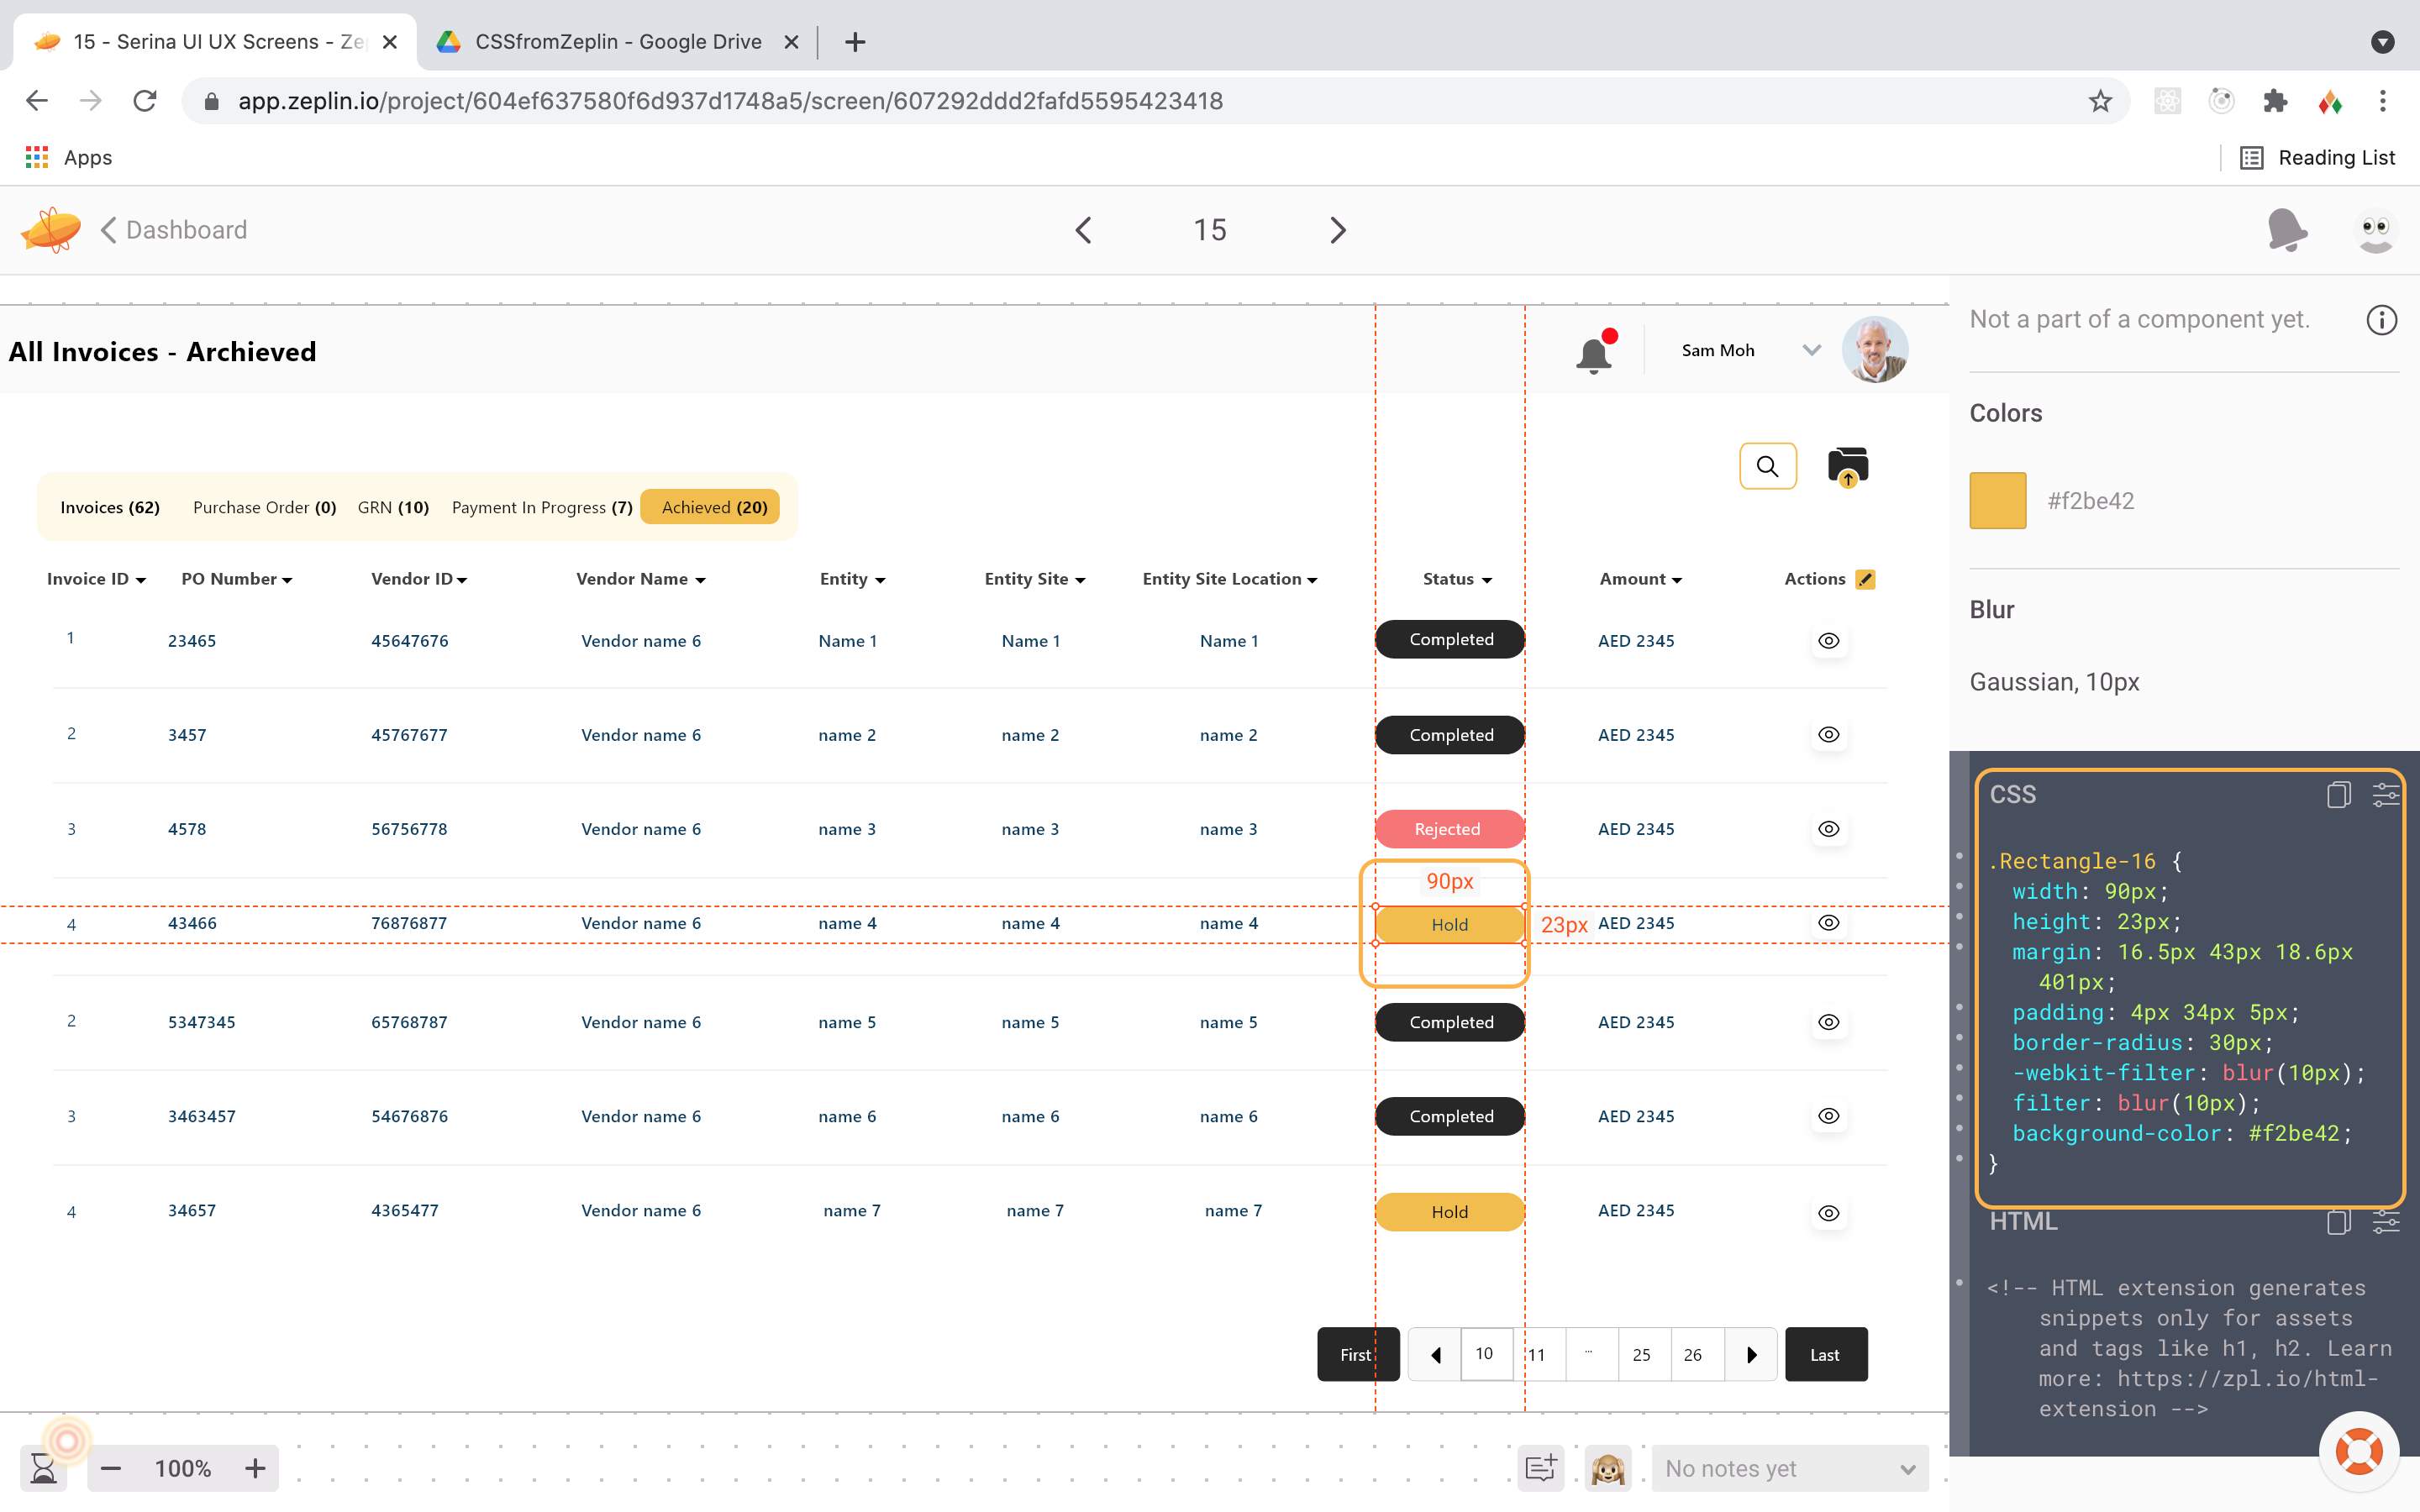 15 - Serina UI UX Screens - Ze
CSSfromZeplin - Google Drive
app.zeplin.io/project/604ef637580f6d937d1748a5/screen/607292ddd2fafd5595423418
Apps
Reading List
Dashboard
15
All Invoices - Archieved
Sam Moh
Invoices (62) Purchase Order (0) GRN (10) Payment In Progress (7) Achieved (20)
Invoice ID PO Number Vendor ID Vendor Name Entity Entity Site Entity Site Location Status Amount Actions
1 23465 45647676 Vendor name 6 Name 1 Name 1 Name 1 Completed AED 2345
2 3457 45767677 Vendor name 6 name 2 name 2 name 2 Completed AED 2345
3 4578 56756778 Vendor name 6 name 3 name 3 name 3 Rejected AED 2345
90px
4 43466 76876877 Vendor name 6 name 4 name 4 name 4 Hold 23px AED 2345
2 5347345 65768787 Vendor name 6 name 5 name 5 name 5 Completed AED 2345
3 3463457 54676876 Vendor name 6 name 6 name 6 name 6 Completed AED 2345
4 34657 4365477 Vendor name 6 name 7 name 7 name 7 Hold AED 2345
First 10 11 ... 25 26 Last
100%
No notes yet
Not a part of a component yet.
Colors
#f2be42
Blur
Gaussian, 10px
CSS
.Rectangle-16 {
width: 90px;
height: 23px;
margin: 16.5px 43px 18.6px
401px;
padding: 4px 34px 5px;
border-radius: 30px;
-webkit-filter: blur(10px);
filter: blur(10px);
background-color: #f2be42;
}
HTML
<!-- HTML extension generates
snippets only for assets
and tags like h1, h2. Learn
more: https://zpl.io/html-
extension -->